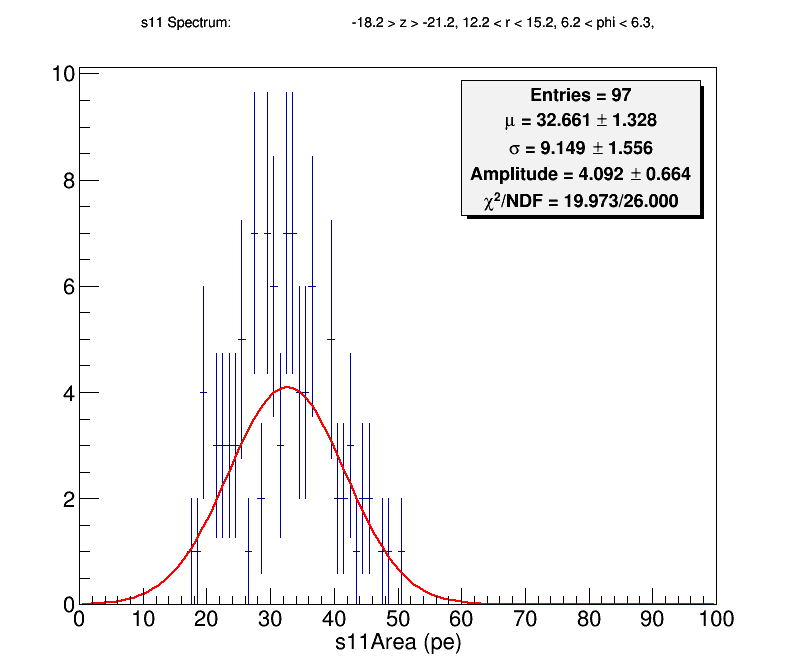 s11 Spectrum: -18.2 > z > -21.2, 12.2 < r < 15.2, 6.2 < phi < 6.3,
Entries = 97
μ = 32.661 ± 1.328
σ = 9.149 ± 1.556
Amplitude = 4.092 ± 0.664
χ²/NDF = 19.973/26.000
10
8
6
4
2
0
0 10 20 30 40 50 60 70 80 90 100
s11Area (pe)